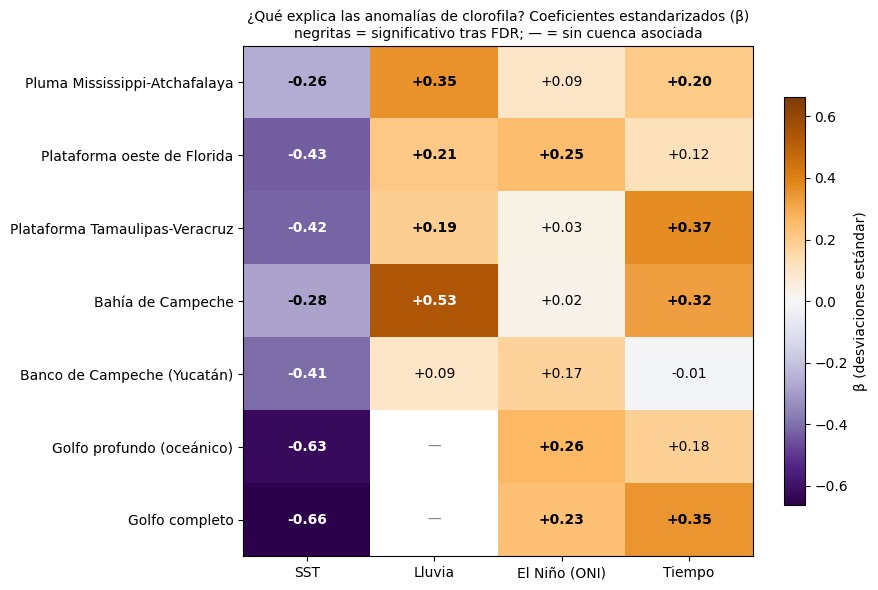 ¿Qué explica las anomalías de clorofila? Coeficientes estandarizados (β)
negritas = significativo tras FDR; — = sin cuenca asociada
Pluma Mississippi-Atchafalaya -0.26 +0.35 +0.09 +0.20
Plataforma oeste de Florida -0.43 +0.21 +0.25 +0.12
Plataforma Tamaulipas-Veracruz -0.42 +0.19 +0.03 +0.37
Bahía de Campeche -0.28 +0.53 +0.02 +0.32
Banco de Campeche (Yucatán) -0.41 +0.09 +0.17 -0.01
Golfo profundo (oceánico) -0.63 — +0.26 +0.18
Golfo completo -0.66 — +0.23 +0.35
SST Lluvia El Niño (ONI) Tiempo
0.6
0.4
0.2
0.0
−0.2
−0.4
−0.6
β (desviaciones estándar)